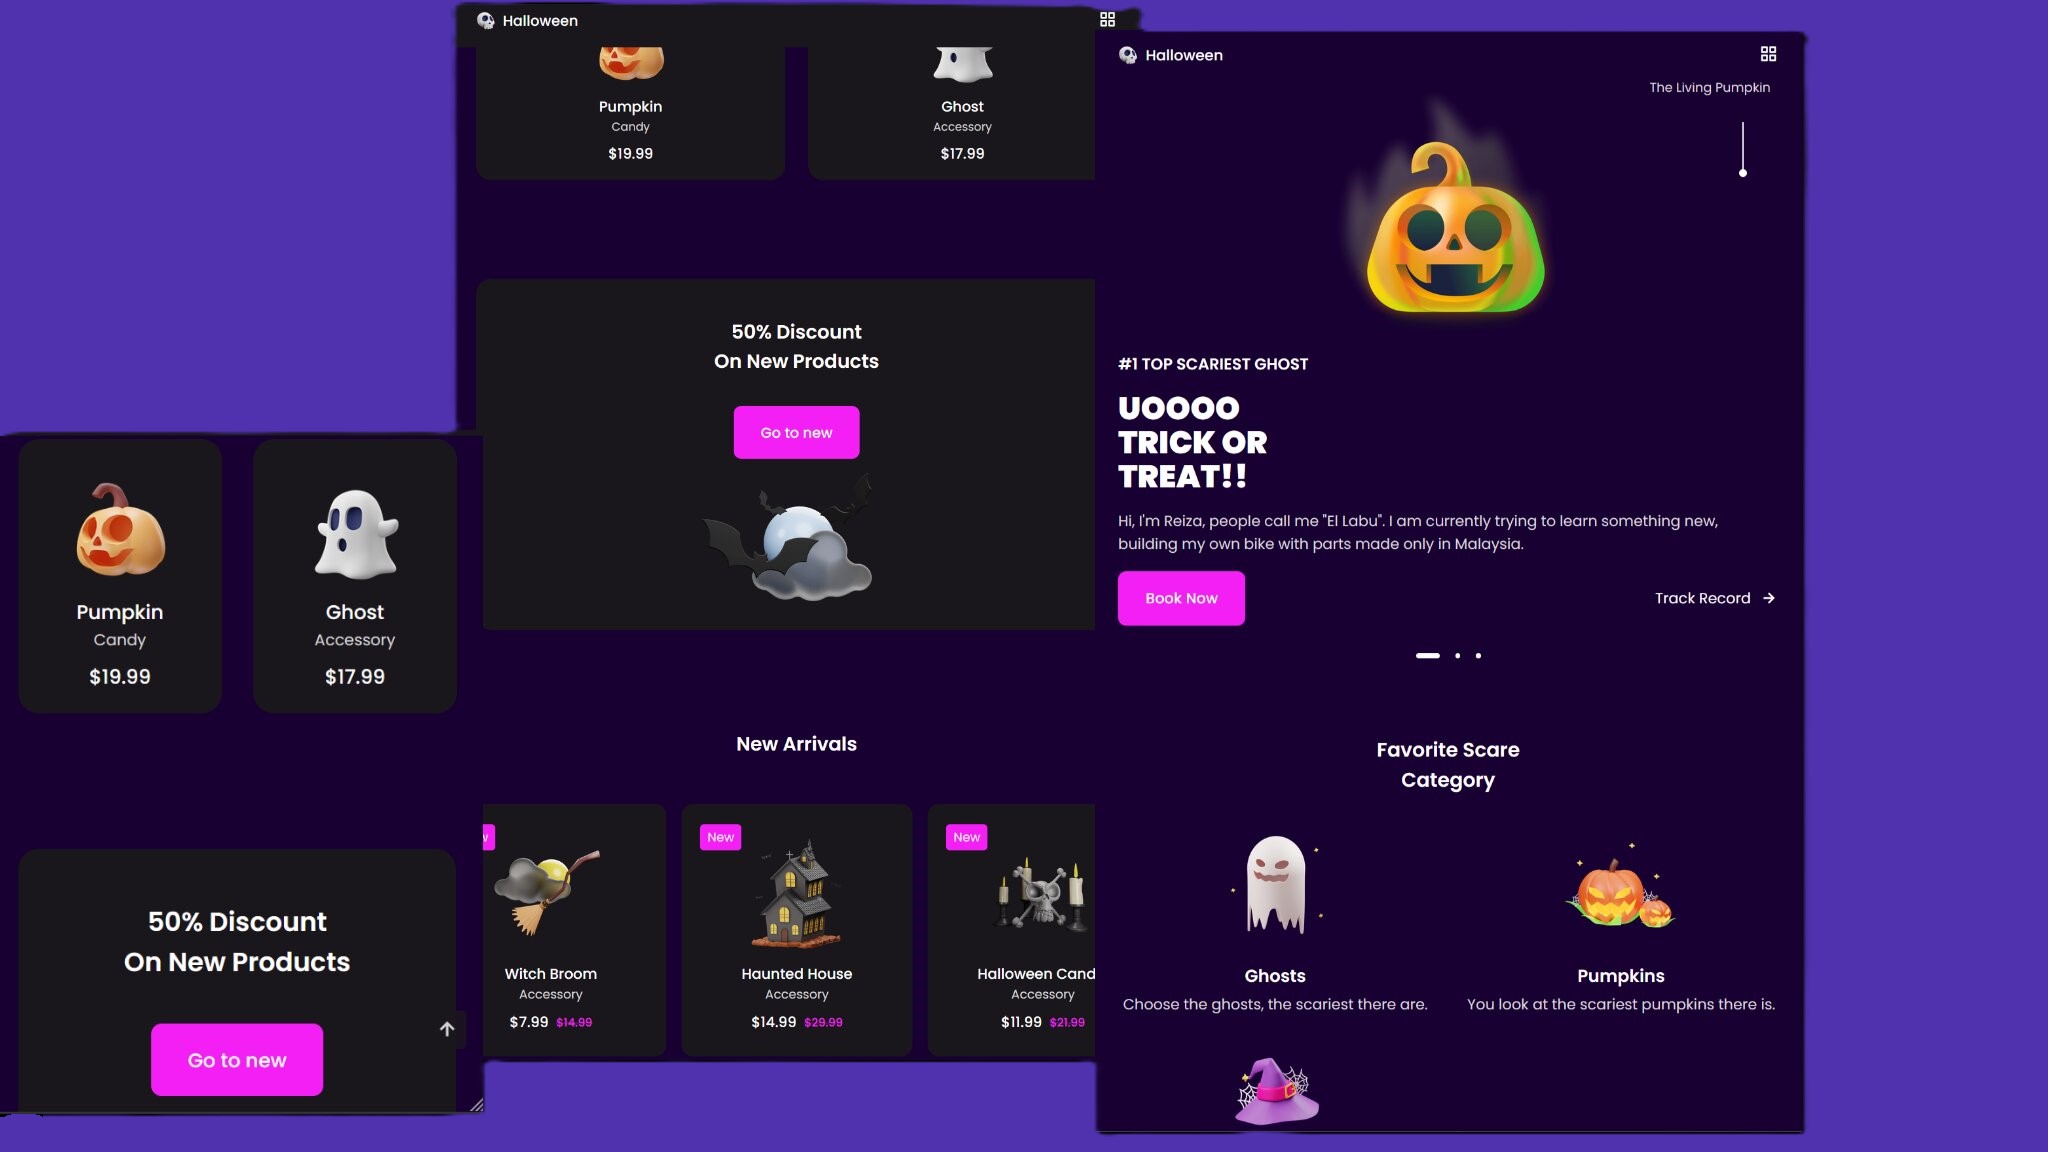 Halloween
Pumpkin
Candy
$19.99
Ghost
Accessory
$17.99
50% Discount
On New Products
Go to new
New Arrivals
Witch Broom
Accessory
$7.99 $14.99
New
Haunted House
Accessory
$14.99 $29.99
New
Halloween Cand
Accessory
$11.99 $21.99
Pumpkin
Candy
$19.99
Ghost
Accessory
$17.99
50% Discount
On New Products
Go to new
Halloween
The Living Pumpkin
#1 TOP SCARIEST GHOST
UOOOO
TRICK OR
TREAT!!
Hi, I'm Reiza, people call me "El Labu". I am currently trying to learn something new,
building my own bike with parts made only in Malaysia.
Book Now
Track Record
Favorite Scare
Category
Ghosts
Choose the ghosts, the scariest there are.
Pumpkins
You look at the scariest pumpkins there is.